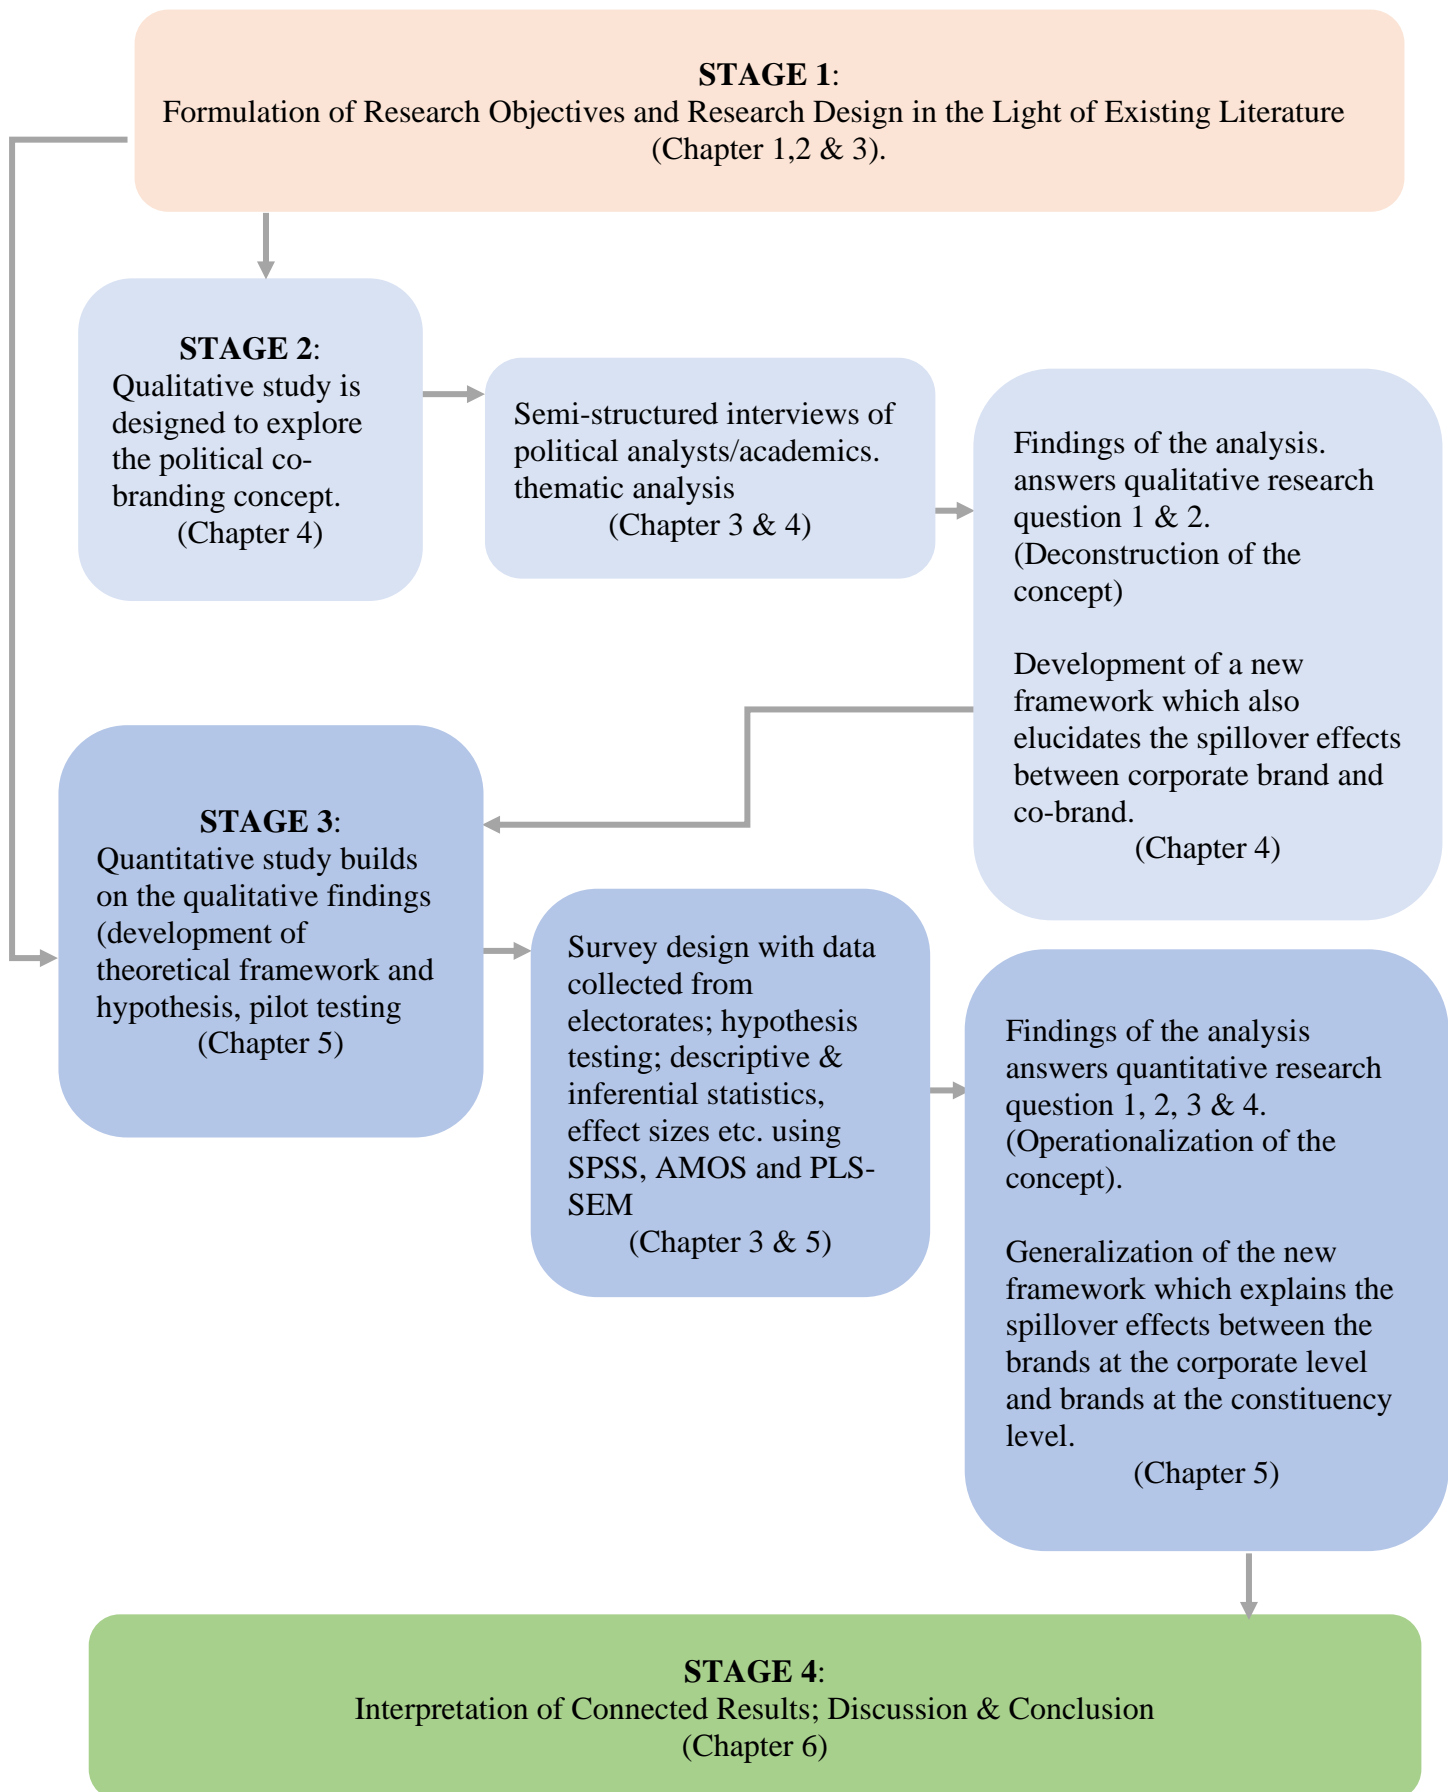 STAGE 1:
Formulation of Research Objectives and Research Design in the Light of Existing Literature
(Chapter 1,2 & 3).
STAGE 2:
Qualitative study is
designed to explore
the political co-
branding concept.
(Chapter 4)
Semi-structured interviews of
political analysts/academics.
thematic analysis
(Chapter 3 & 4)
Findings of the analysis.
answers qualitative research
question 1 & 2.
(Deconstruction of the
concept)
Development of a new
framework which also
elucidates the spillover effects
between corporate brand and
co-brand.
(Chapter 4)
STAGE 3:
Quantitative study builds
on the qualitative findings
(development of
theoretical framework and
hypothesis, pilot testing
(Chapter 5)
Survey design with data
collected from
electorates; hypothesis
testing; descriptive &
inferential statistics,
effect sizes etc. using
SPSS, AMOS and PLS-
SEM
(Chapter 3 & 5)
Findings of the analysis
answers quantitative research
question 1, 2, 3 & 4.
(Operationalization of the
concept).
Generalization of the new
framework which explains the
spillover effects between the
brands at the corporate level
and brands at the constituency
level.
(Chapter 5)
STAGE 4:
Interpretation of Connected Results; Discussion & Conclusion
(Chapter 6)